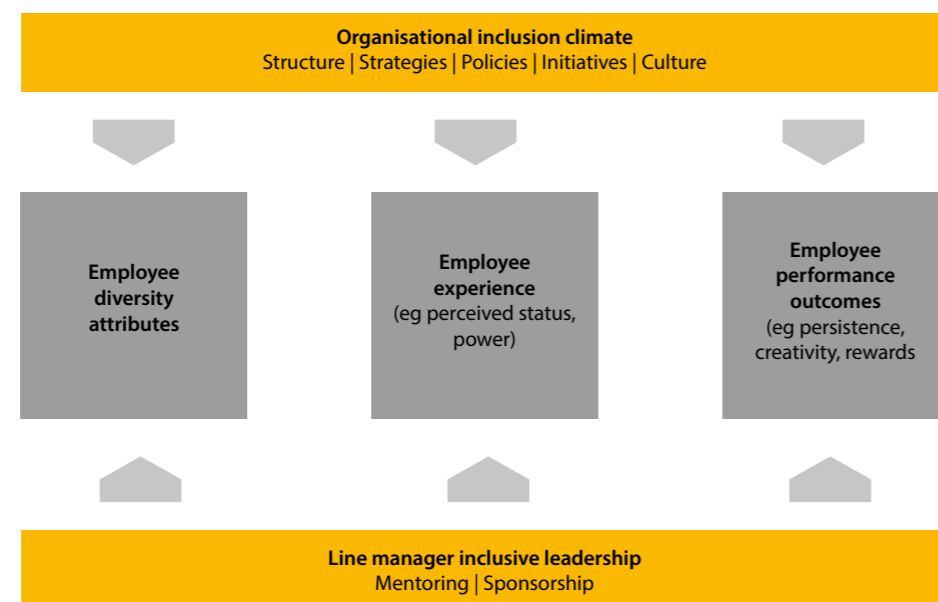 Organisational inclusion climate
Structure | Strategies | Policies | Initiatives | Culture
Employee
diversity
attributes
Employee
experience
(eg perceived status,
power)
Employee
performance
outcomes
(eg persistence,
creativity, rewards
Line manager inclusive leadership
Mentoring | Sponsorship